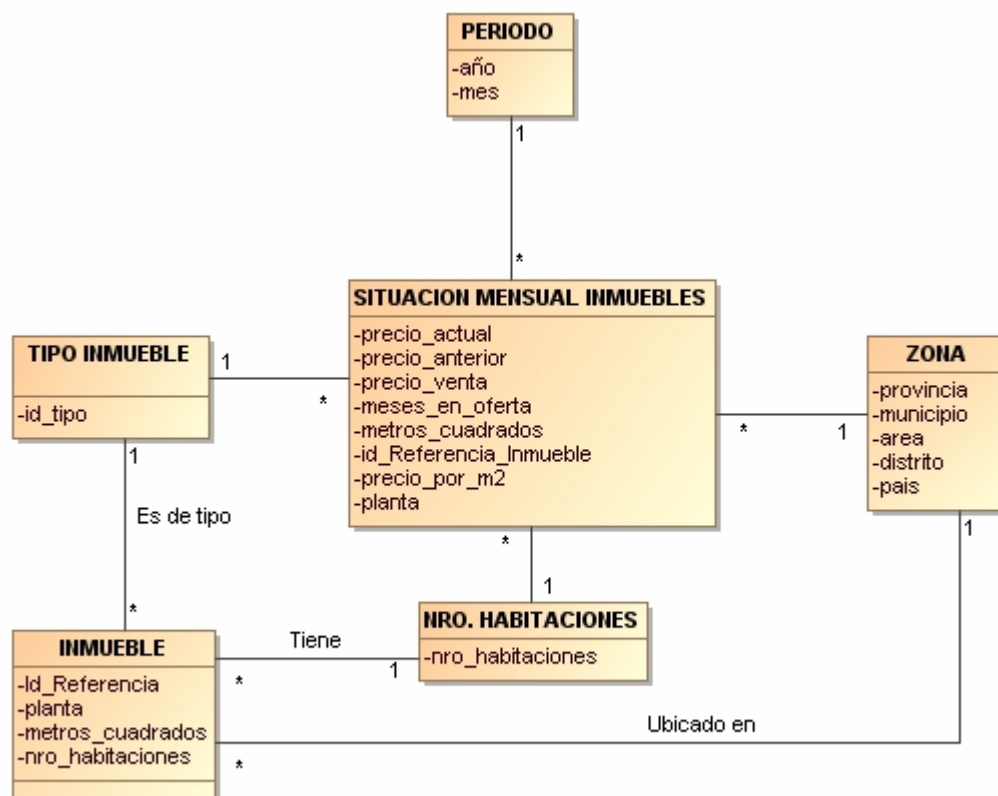 PERIODO
-año
-mes
1
*
SITUACION MENSUAL INMUEBLES
-precio_actual
-precio_anterior
-precio_venta
-meses_en_oferta
-metros_cuadrados
-id_Referencia_Inmueble
-precio_por_m2
-planta
TIPO INMUEBLE
-id_tipo
1
*
ZONA
-provincia
-municipio
-area
-distrito
-pais
*
1
1
Es de tipo
*
*
1
1
NRO. HABITACIONES
-nro_habitaciones
INMUEBLE
-Id_Referencia
-planta
-metros_cuadrados
-nro_habitaciones
Tiene
*
1
Ubicado en
*